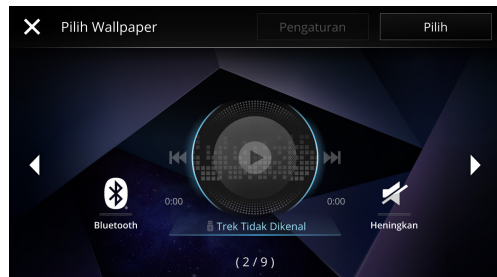 Pilih Wallpaper
Pengaturan
Pilih
0:00
0:00
Bluetooth
Trek Tidak Dikenal
Heningkan
(2/9)